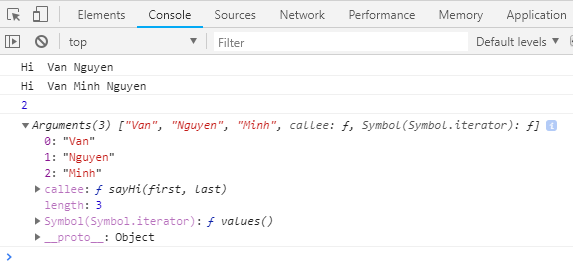 Elements Console Sources Network Performance Memory Application
top Filter Default levels
Hi Van Nguyen
Hi Van Minh Nguyen
2
Arguments(3) ["Van", "Nguyen", "Minh", callee: ƒ, Symbol(Symbol.iterator): ƒ] i
0: "Van"
1: "Nguyen"
2: "Minh"
callee: ƒ sayHi(first, last)
length: 3
Symbol(Symbol.iterator): ƒ values()
__proto__: Object